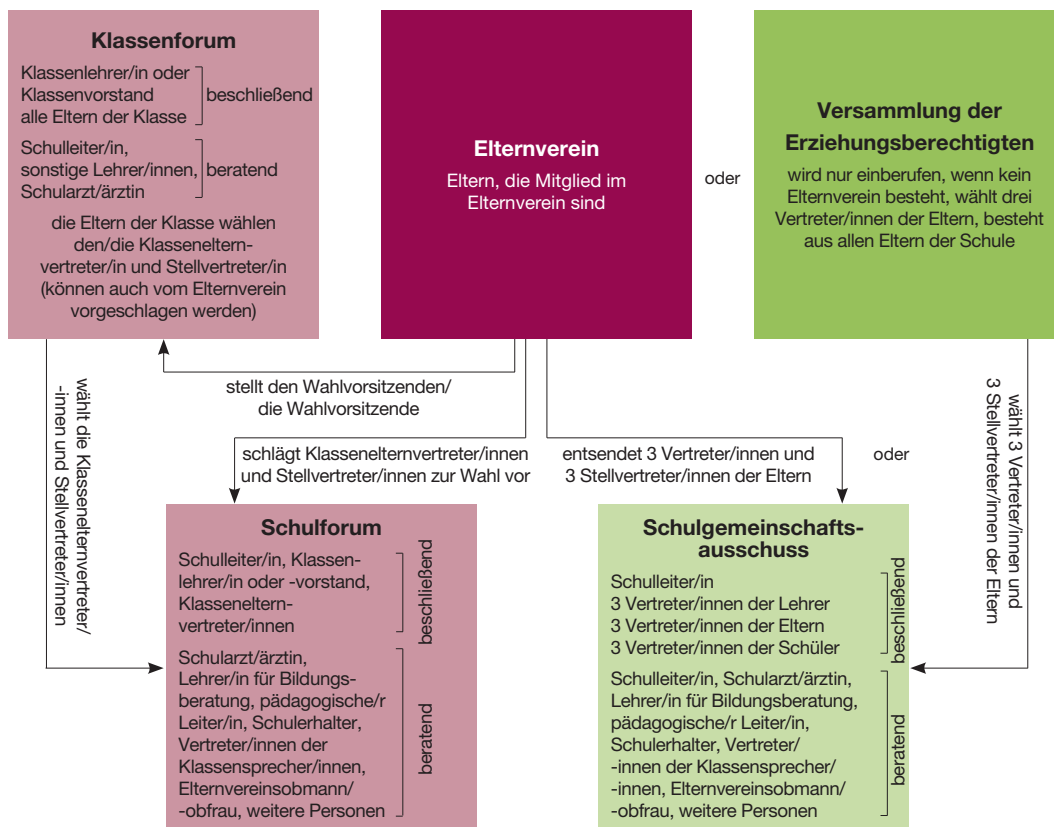 Klassenforum
Klassenlehrer/in oder
Klassenvorstand
alle Eltern der Klasse
beschließend
Schulleiter/in,
sonstige Lehrer/innen,
Schularzt/ärztin
beratend
die Eltern der Klasse wählen
den/die Klasseneltern-
vertreter/in und Stellvertreter/in
(können auch vom Elternverein
vorgeschlagen werden)
Elternverein
Eltern, die Mitglied im
Elternverein sind
oder
Versammlung der
Erziehungsberechtigten
wird nur einberufen, wenn kein
Elternverein besteht, wählt drei
Vertreter/innen der Eltern, besteht
aus allen Eltern der Schule
wählt die Klassenelternvertreter/
-innen und Stellvertreter/innen
stellt den Wahlvorsitzenden/
die Wahlvorsitzende
schlägt Klassenelternvertreter/innen
und Stellvertreter/innen zur Wahl vor
entsendet 3 Vertreter/innen und
3 Stellvertreter/innen der Eltern
oder
wählt 3 Vertreter/innen und
3 Stellvertreter/innen der Eltern
Schulforum
Schulleiter/in, Klassen-
lehrer/in oder -vorstand,
Klasseneltern-
vertreter/innen
beschließend
Schularzt/ärztin,
Lehrer/in für Bildungs-
beratung, pädagogische/r
Leiter/in, Schulerhalter,
Vertreter/innen der
Klassensprecher/innen,
Elternvereinsobmann/
-obfrau, weitere Personen
beratend
Schulgemeinschafts-
ausschuss
Schulleiter/in
3 Vertreter/innen der Lehrer
3 Vertreter/innen der Eltern
3 Vertreter/innen der Schüler
beschließend
Schulleiter/in, Schularzt/ärztin,
Lehrer/in für Bildungsberatung,
pädagogische/r Leiter/in,
Schulerhalter, Vertreter/
-innen der Klassensprecher/
-innen, Elternvereinsobmann/
-obfrau, weitere Personen
beratend